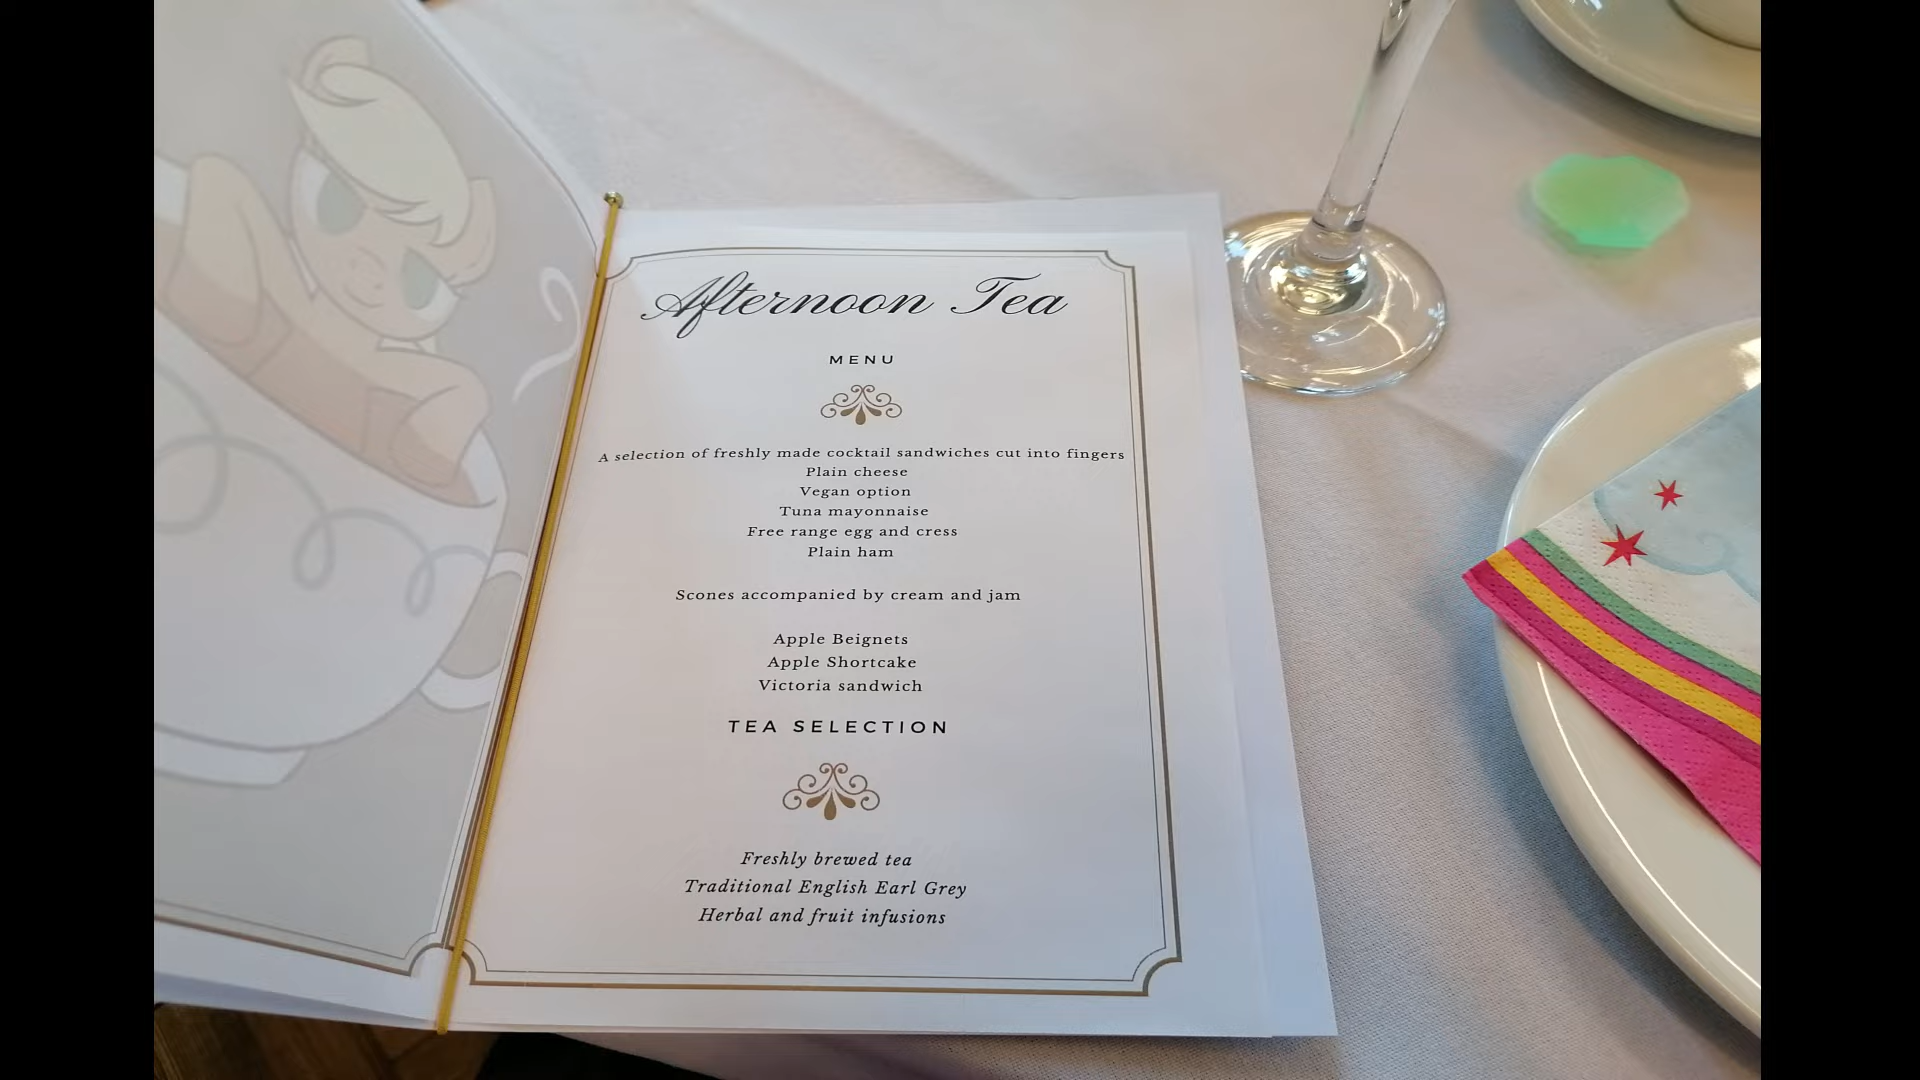 Afternoon Tea
MENU
A selection of freshly made cocktail sandwiches cut into fingers
Plain cheese
Vegan option
Tuna mayonnaise
Free range egg and cress
Plain ham
Scones accompanied by cream and jam
Apple Beignets
Apple Shortcake
Victoria sandwich
TEA SELECTION
Freshly brewed tea
Traditional English Earl Grey
Herbal and fruit infusions